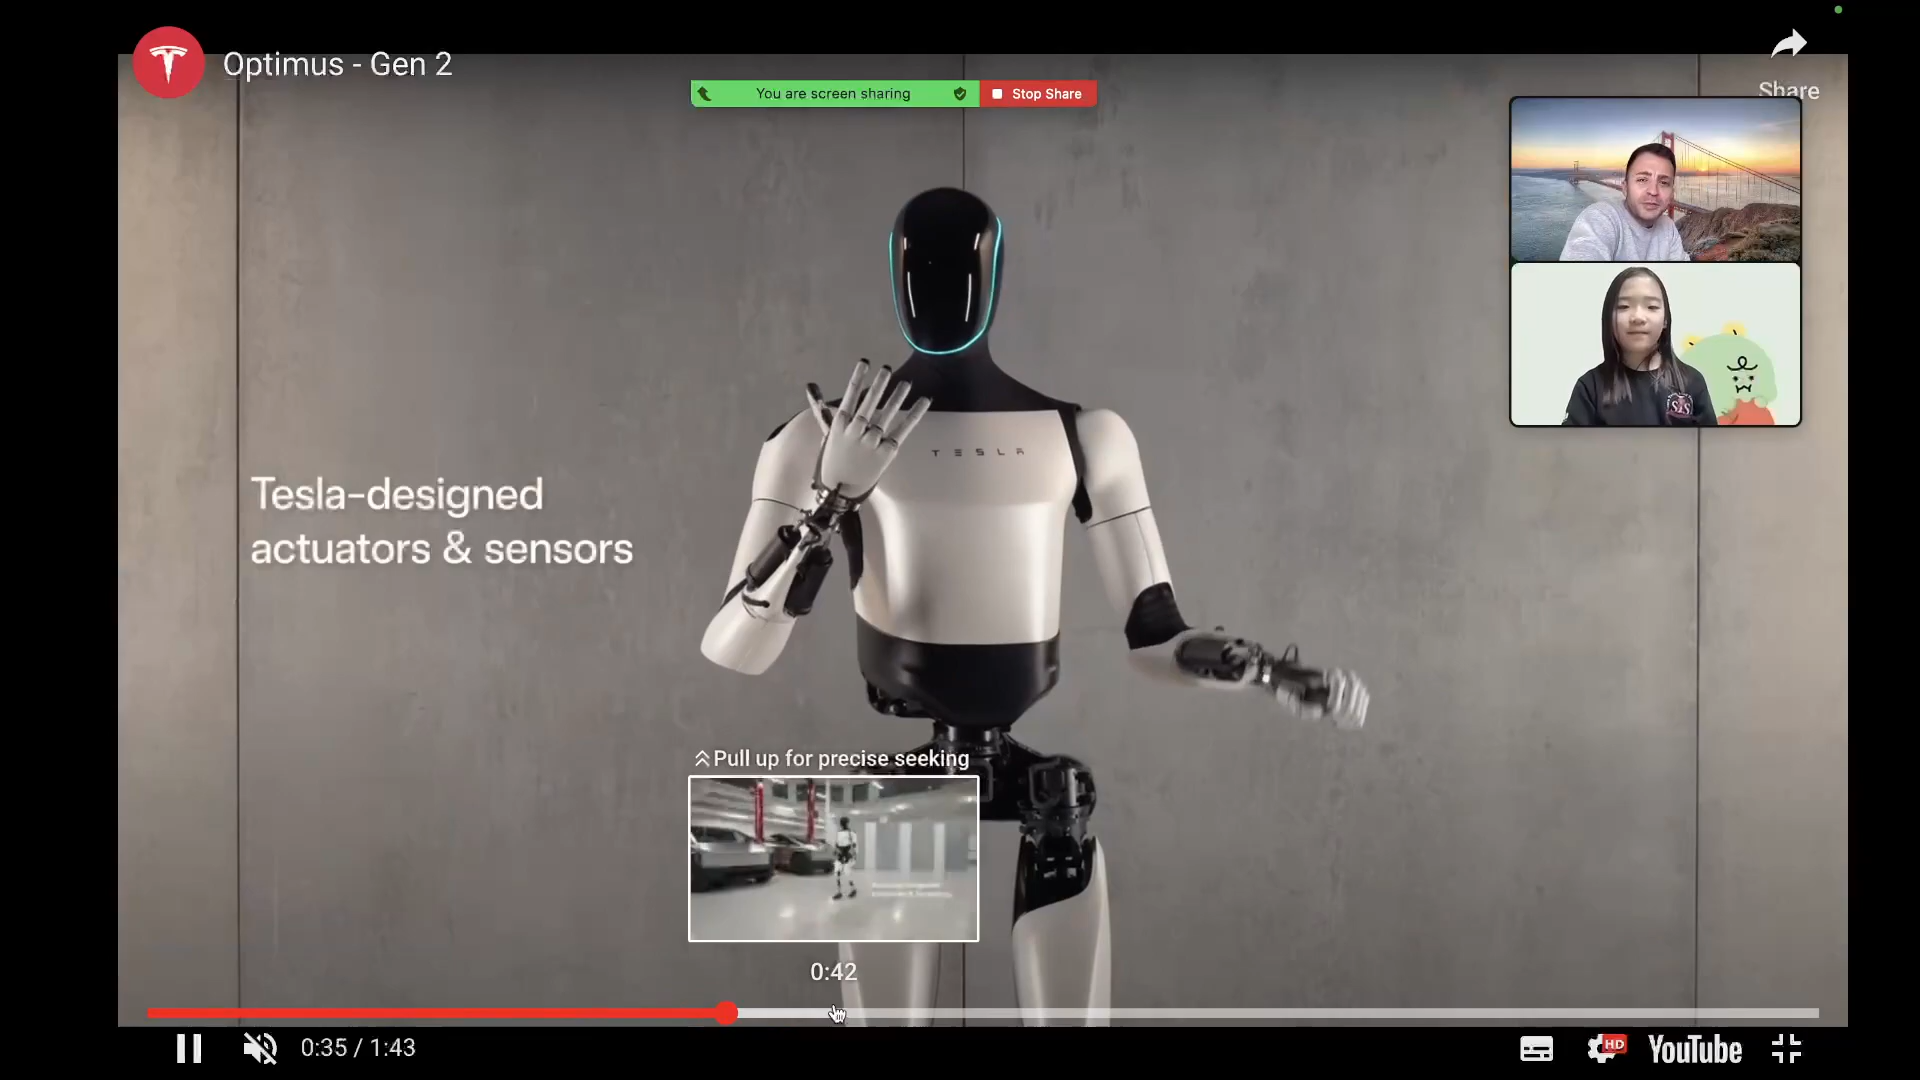 Optimus - Gen 2
Share
You are screen sharing
Stop Share
TESLA
Tesla-designed
actuators & sensors
Pull up for precise seeking
0:42
0:35 / 1:43
HD
YouTube